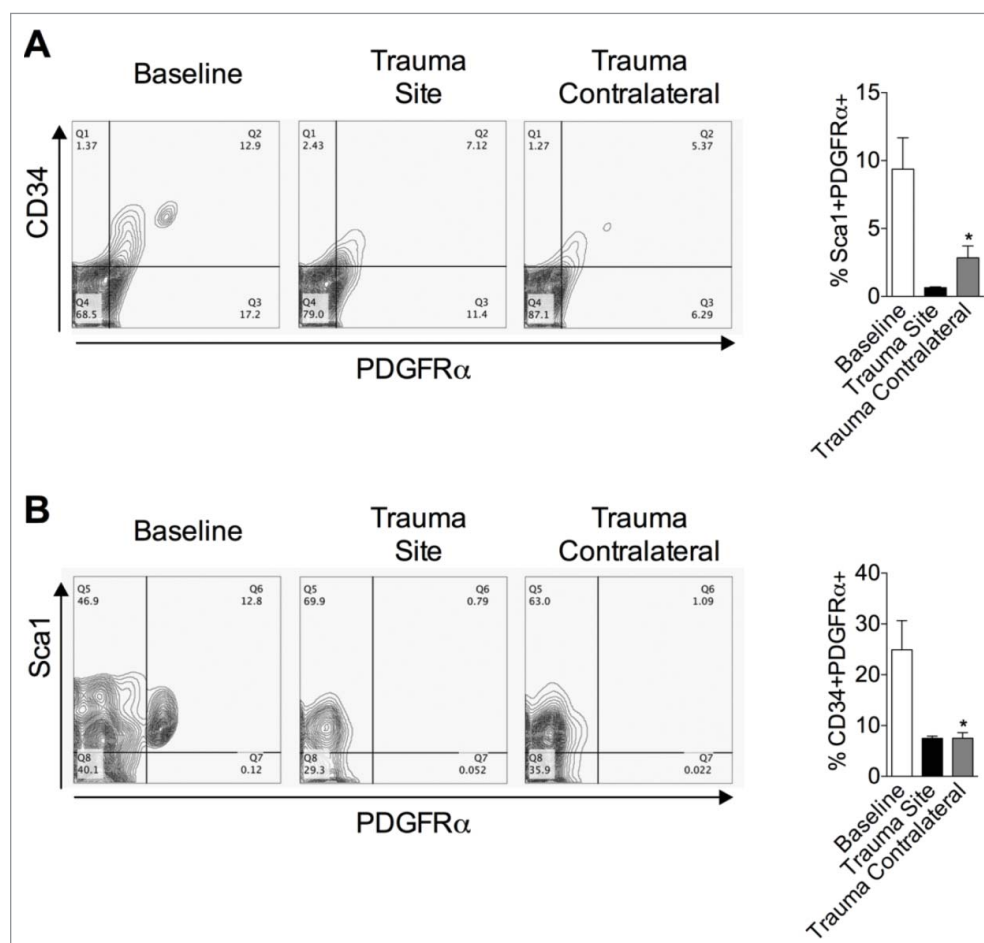 A
Baseline
Trauma
Site
Trauma
Contralateral
CD34
Q1
1.37
Q2
12.9
Q4
68.5
Q3
17.2
Q1
2.43
Q2
7.12
Q4
79.0
Q3
11.4
Q1
1.27
Q2
5.37
Q4
87.1
Q3
6.29
PDGFRα
% Sca1+PDGFRα+
15
10
5
0
*
Baseline
Trauma Site
Trauma Contralateral
B
Baseline
Trauma
Site
Trauma
Contralateral
Sca1
Q5
46.9
Q6
12.8
Q8
40.1
Q7
0.12
Q5
69.9
Q6
0.79
Q8
29.3
Q7
0.052
Q5
63.0
Q6
1.09
Q8
35.9
Q7
0.022
PDGFRα
% CD34+PDGFRα+
40
30
20
10
0
*
Baseline
Trauma Site
Trauma Contralateral